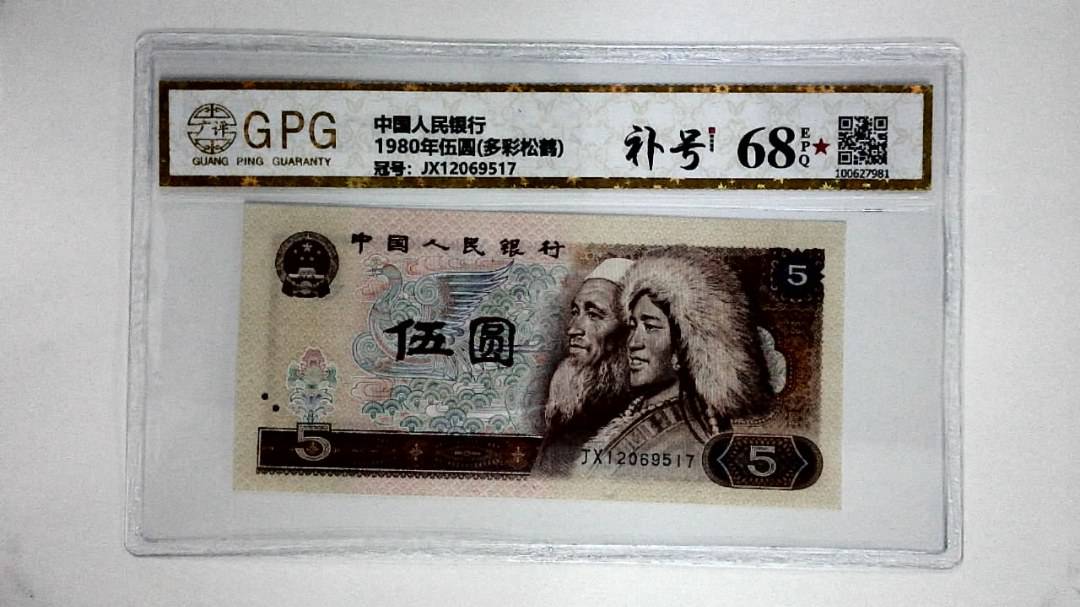 广评
GPG
GUANG PING GUARANTY
中国人民银行
1980年伍圆(多彩松鹤)
冠号：JX12069517
补号
68
EPQ
100627981
中国人民银行
5
伍圆
5
JX12069517
5